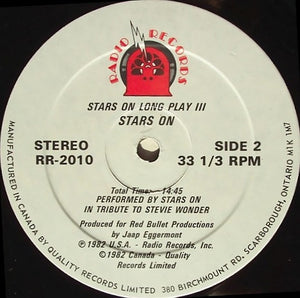 RADIO RECORDS
STARS ON LONG PLAY III
STARS ON
STEREO
RR-2010
SIDE 2
33 1/3 RPM
Total Time: 14:45
PERFORMED BY STARS ON
IN TRIBUTE TO STEVIE WONDER
Produced for Red Bullet Productions
by Jaap Eggermont
©1982 U.S.A. - Radio Records, Inc.
©1982 Canada - Quality
Records Limited
MANUFACTURED IN CANADA BY QUALITY RECORDS LIMITED 380 BIRCHMOUNT RD. SCARBOROUGH, ONTARIO M1K 1M7